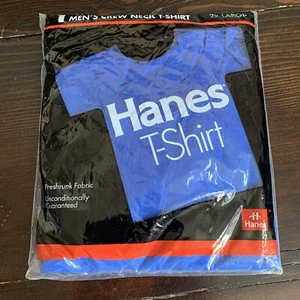 MEN'S CREW NECK T-SHIRT
2X LARGE
Hanes
T-Shirt
Preshrunk Fabric
Unconditionally
Guaranteed
H
Hanes